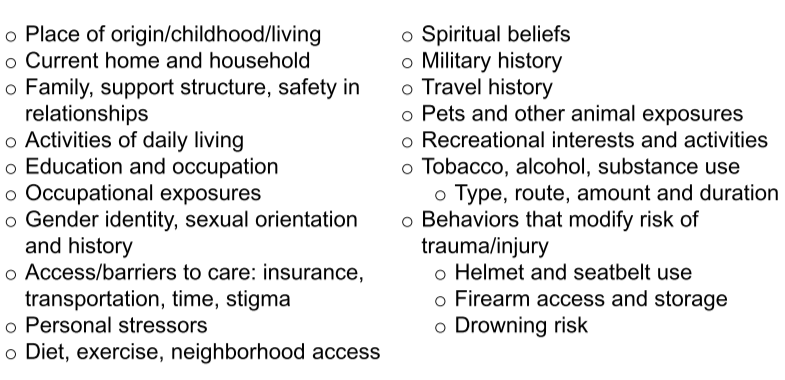 ○ Place of origin/childhood/living
○ Current home and household
○ Family, support structure, safety in
relationships
○ Activities of daily living
○ Education and occupation
○ Occupational exposures
○ Gender identity, sexual orientation
and history
○ Access/barriers to care: insurance,
transportation, time, stigma
○ Personal stressors
○ Diet, exercise, neighborhood access
○ Spiritual beliefs
○ Military history
○ Travel history
○ Pets and other animal exposures
○ Recreational interests and activities
○ Tobacco, alcohol, substance use
○ Type, route, amount and duration
○ Behaviors that modify risk of
trauma/injury
○ Helmet and seatbelt use
○ Firearm access and storage
○ Drowning risk